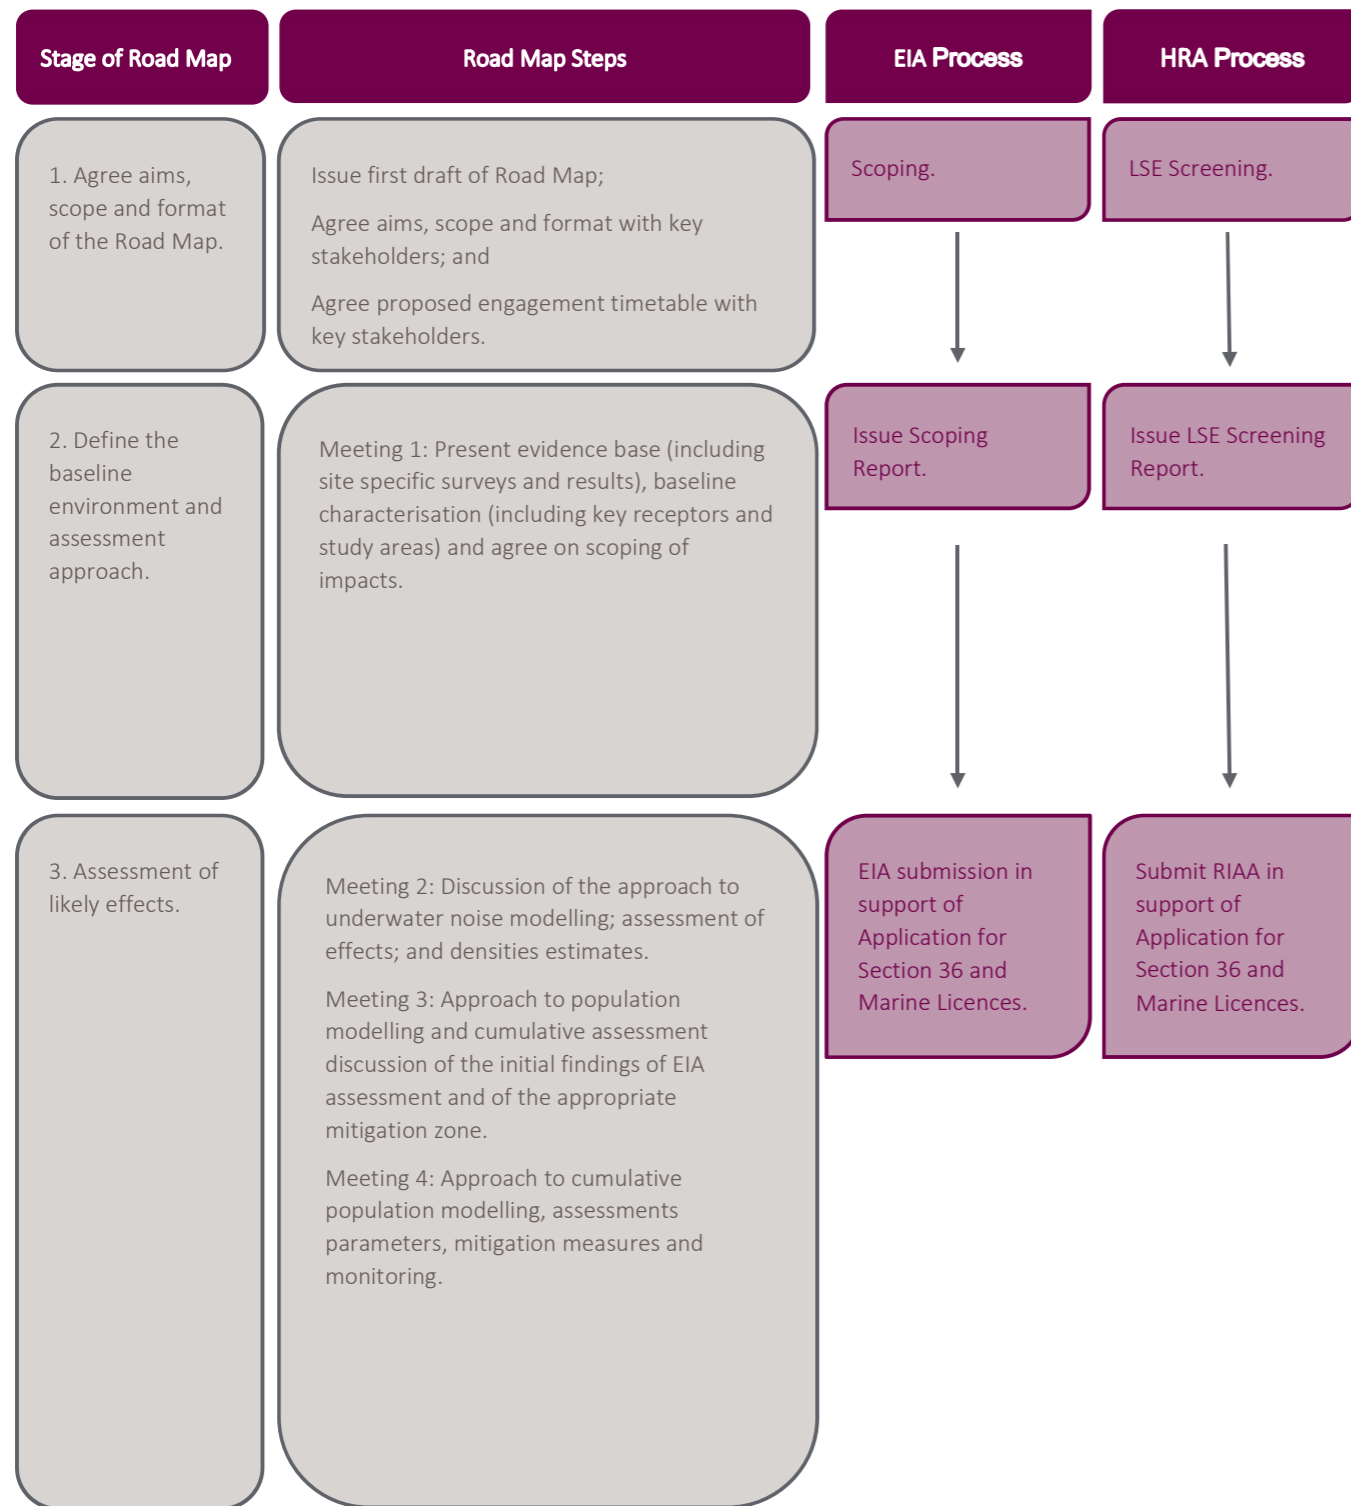 Stage of Road Map
Road Map Steps
EIA Process
HRA Process
1. Agree aims,
scope and format
of the Road Map.
Issue first draft of Road Map;
Agree aims, scope and format with key
stakeholders; and
Agree proposed engagement timetable with
key stakeholders.
Scoping.
LSE Screening.
2. Define the
baseline
environment and
assessment
approach.
Meeting 1: Present evidence base (including
site specific surveys and results), baseline
characterisation (including key receptors and
study areas) and agree on scoping of
impacts.
Issue Scoping
Report.
Issue LSE Screening
Report.
3. Assessment of
likely effects.
Meeting 2: Discussion of the approach to
underwater noise modelling; assessment of
effects; and densities estimates.
Meeting 3: Approach to population
modelling and cumulative assessment
discussion of the initial findings of EIA
assessment and of the appropriate
mitigation zone.
Meeting 4: Approach to cumulative
population modelling, assessments
parameters, mitigation measures and
monitoring.
EIA submission in
support of
Application for
Section 36 and
Marine Licences.
Submit RIAA in
support of
Application for
Section 36 and
Marine Licences.